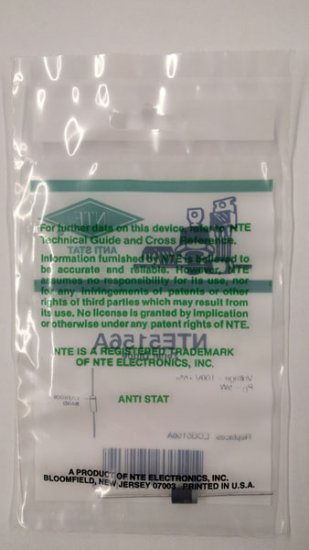 For further data on this device, refer to NTE
Technical Guide and Cross Reference.
Information furnished by NTE is believed to
be accurate and reliable. However, NTE
assumes no responsibility for its use, nor
for any infringements of patents or other
rights of third parties which may result from
its use. No license is granted by implication
or otherwise under any patent rights of NTE.
NTE
ANTI STAT
NTE5156A
NTE IS A REGISTERED TRADEMARK
OF NTE ELECTRONICS, INC.
ANTI STAT
A PRODUCT OF NTE ELECTRONICS, INC.
BLOOMFIELD, NEW JERSEY 07003 PRINTED IN U.S.A.